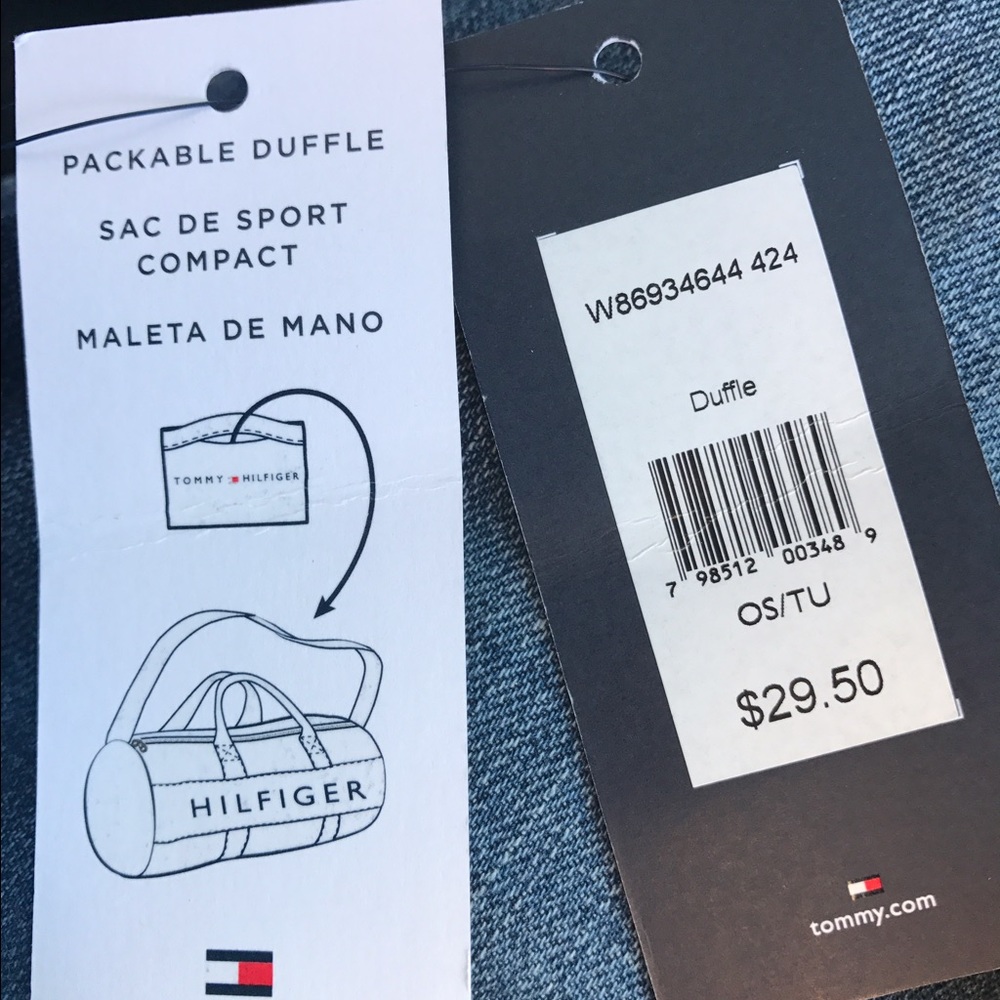 PACKABLE DUFFLE
SAC DE SPORT
COMPACT
MALETA DE MANO
TOMMY HILFIGER
HILFIGER
W86934644 424
Duffle
7 98512 00348 9
OS/TU
$29.50
tommy.com